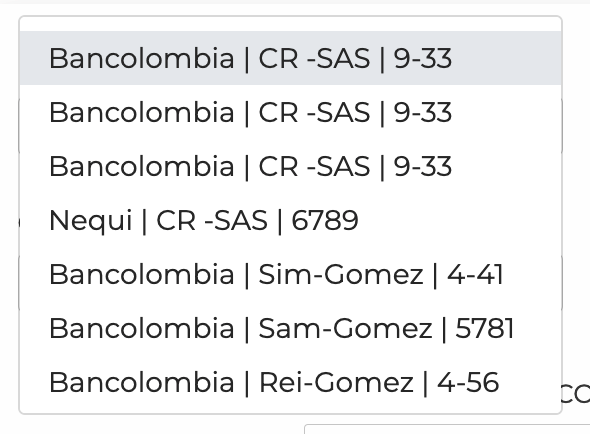 Bancolombia | CR -SAS | 9-33
Bancolombia | CR -SAS | 9-33
Bancolombia | CR -SAS | 9-33
Nequi | CR -SAS | 6789
Bancolombia | Sim-Gomez | 4-41
Bancolombia | Sam-Gomez | 5781
Bancolombia | Rei-Gomez | 4-56